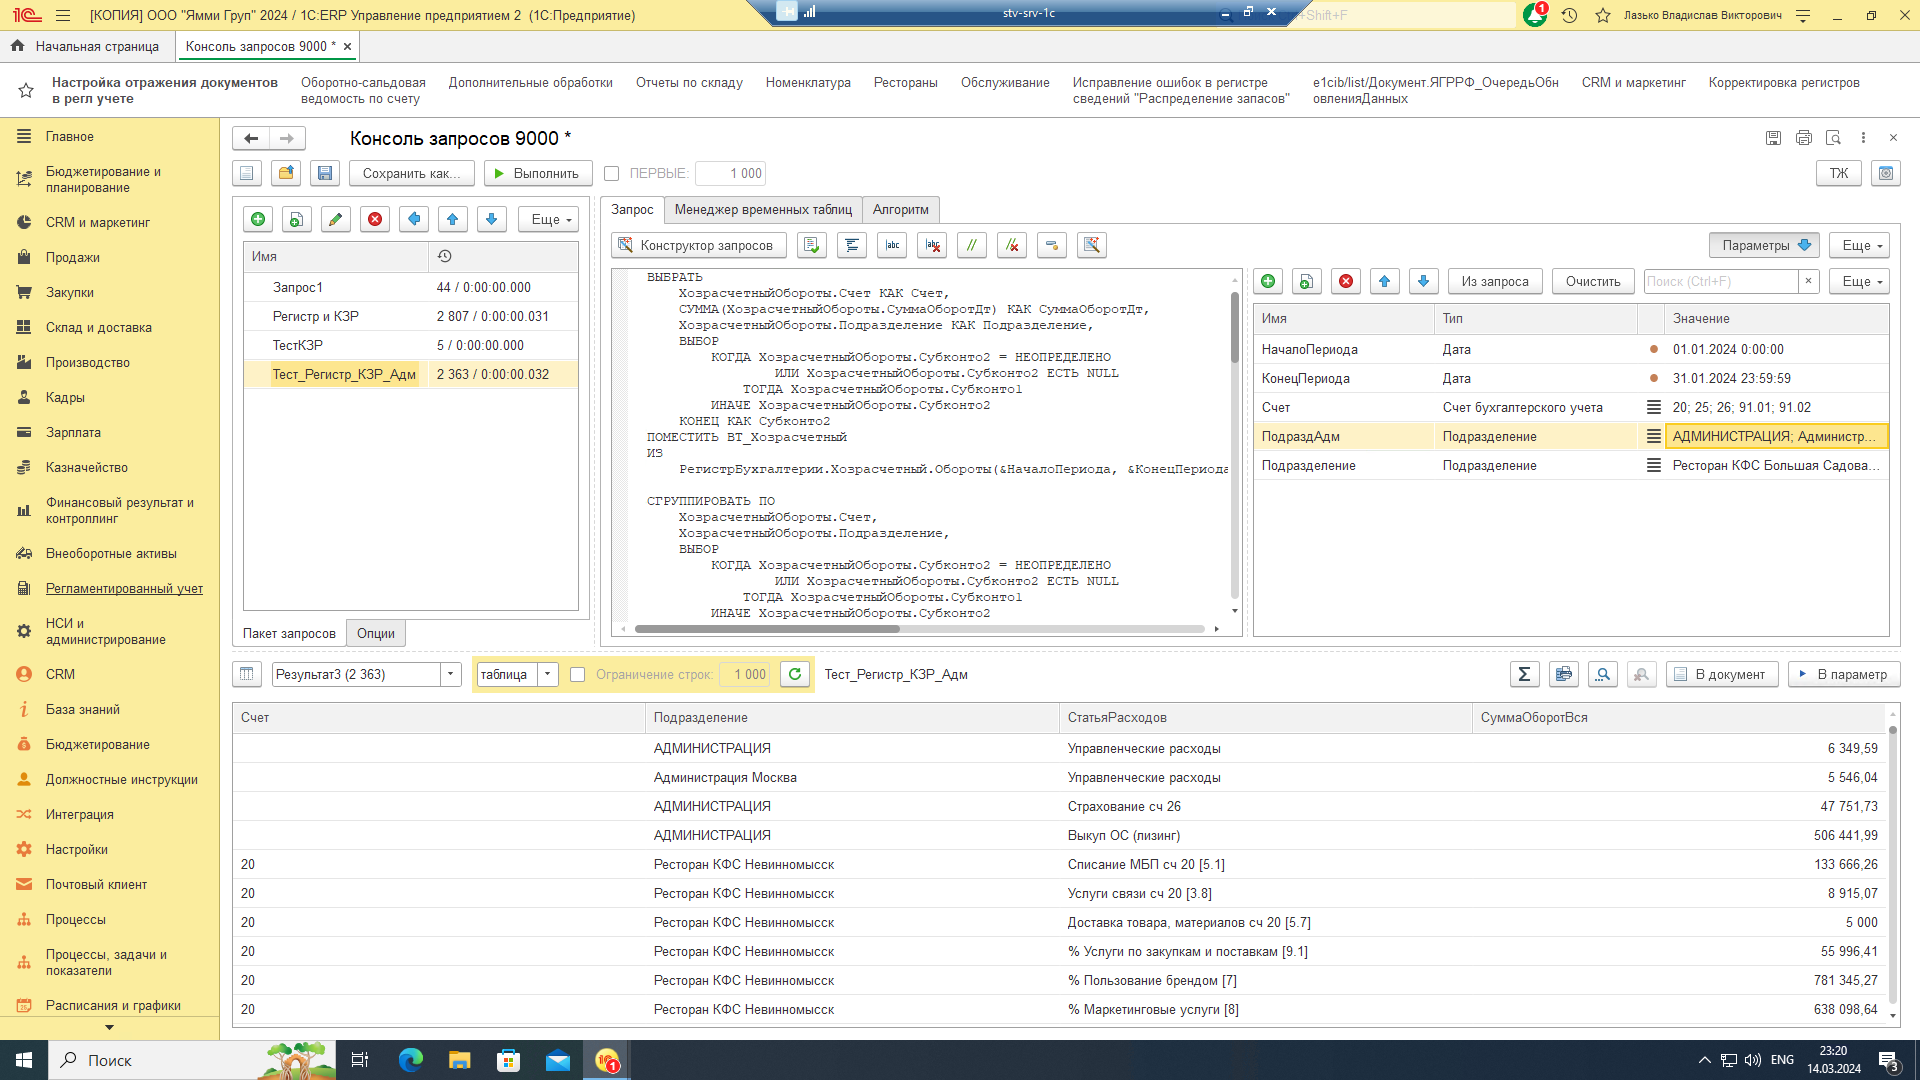 [КОПИЯ] ООО "Ямми Груп" 2024 / 1С:ERP Управление предприятием 2 (1С:Предприятие)
stv-srv-1c
+Shift+F
1
Лазько Владислав Викторович
Начальная страница
Консоль запросов 9000 *
Настройка отражения документов в регл учете
Оборотно-сальдовая ведомость по счету
Дополнительные обработки
Отчеты по складу
Номенклатура
Рестораны
Обслуживание
Исправление ошибок в регистре сведений "Распределение запасов"
e1cib/list/Документ.ЯГРРФ_ОчередьОбновленияДанных
CRM и маркетинг
Корректировка регистров
Главное
Бюджетирование и планирование
CRM и маркетинг
Продажи
Закупки
Склад и доставка
Производство
Кадры
Зарплата
Казначейство
Финансовый результат и контроллинг
Внеоборотные активы
Регламентированный учет
НСИ и администрирование
CRM
База знаний
Бюджетирование
Должностные инструкции
Интеграция
Настройки
Почтовый клиент
Процессы
Процессы, задачи и показатели
Расписания и графики
Консоль запросов 9000 *
Сохранить как...
Выполнить
ПЕРВЫЕ:
1 000
ТЖ
Еще
Имя
Запрос1 44 / 0:00:00.000
Регистр и КЗР 2 807 / 0:00:00.031
ТестКЗР 5 / 0:00:00.000
Тест_Регистр_КЗР_Адм 2 363 / 0:00:00.032
Пакет запросов
Опции
Запрос
Менеджер временных таблиц
Алгоритм
Конструктор запросов
Параметры
Еще
ВЫБРАТЬ
ХозрасчетныйОбороты.Счет КАК Счет,
СУММА(ХозрасчетныйОбороты.СуммаОборотДт) КАК СуммаОборотДт,
ХозрасчетныйОбороты.Подразделение КАК Подразделение,
ВЫБОР
КОГДА ХозрасчетныйОбороты.Субконто2 = НЕОПРЕДЕЛЕНО
ИЛИ ХозрасчетныйОбороты.Субконто2 ЕСТЬ NULL
ТОГДА ХозрасчетныйОбороты.Субконто1
ИНАЧЕ ХозрасчетныйОбороты.Субконто2
КОНЕЦ КАК Субконто2
ПОМЕСТИТЬ ВТ_Хозрасчетный
ИЗ
РегистрБухгалтерии.Хозрасчетный.Обороты(&НачалоПериода, &КонецПериода
СГРУППИРОВАТЬ ПО
ХозрасчетныйОбороты.Счет,
ХозрасчетныйОбороты.Подразделение,
ВЫБОР
КОГДА ХозрасчетныйОбороты.Субконто2 = НЕОПРЕДЕЛЕНО
ИЛИ ХозрасчетныйОбороты.Субконто2 ЕСТЬ NULL
ТОГДА ХозрасчетныйОбороты.Субконто1
ИНАЧЕ ХозрасчетныйОбороты.Субконто2
Из запроса
Очистить
Поиск (Ctrl+F)
×
Еще
Имя Тип Значение
НачалоПериода Дата 01.01.2024 0:00:00
КонецПериода Дата 31.01.2024 23:59:59
Счет Счет бухгалтерского учета 20; 25; 26; 91.01; 91.02
ПодраздАдм Подразделение АДМИНИСТРАЦИЯ; Администр...
Подразделение Подразделение Ресторан КФС Большая Садова...
Результат3 (2 363)
таблица
Ограничение строк:
1 000
Тест_Регистр_КЗР_Адм
Σ
В документ
В параметр
Счет Подразделение СтатьяРасходов СуммаОборотВся
АДМИНИСТРАЦИЯ Управленческие расходы 6 349,59
Администрация Москва Управленческие расходы 5 546,04
АДМИНИСТРАЦИЯ Страхование сч 26 47 751,73
АДМИНИСТРАЦИЯ Выкуп ОС (лизинг) 506 441,99
20 Ресторан КФС Невинномысск Списание МБП сч 20 [5.1] 133 666,26
20 Ресторан КФС Невинномысск Услуги связи сч 20 [3.8] 8 915,07
20 Ресторан КФС Невинномысск Доставка товара, материалов сч 20 [5.7] 5 000
20 Ресторан КФС Невинномысск % Услуги по закупкам и поставкам [9.1] 55 996,41
20 Ресторан КФС Невинномысск % Пользование брендом [7] 781 345,27
20 Ресторан КФС Невинномысск % Маркетинговые услуги [8] 638 098,64
Поиск
1
ENG
23:20
14.03.2024
3